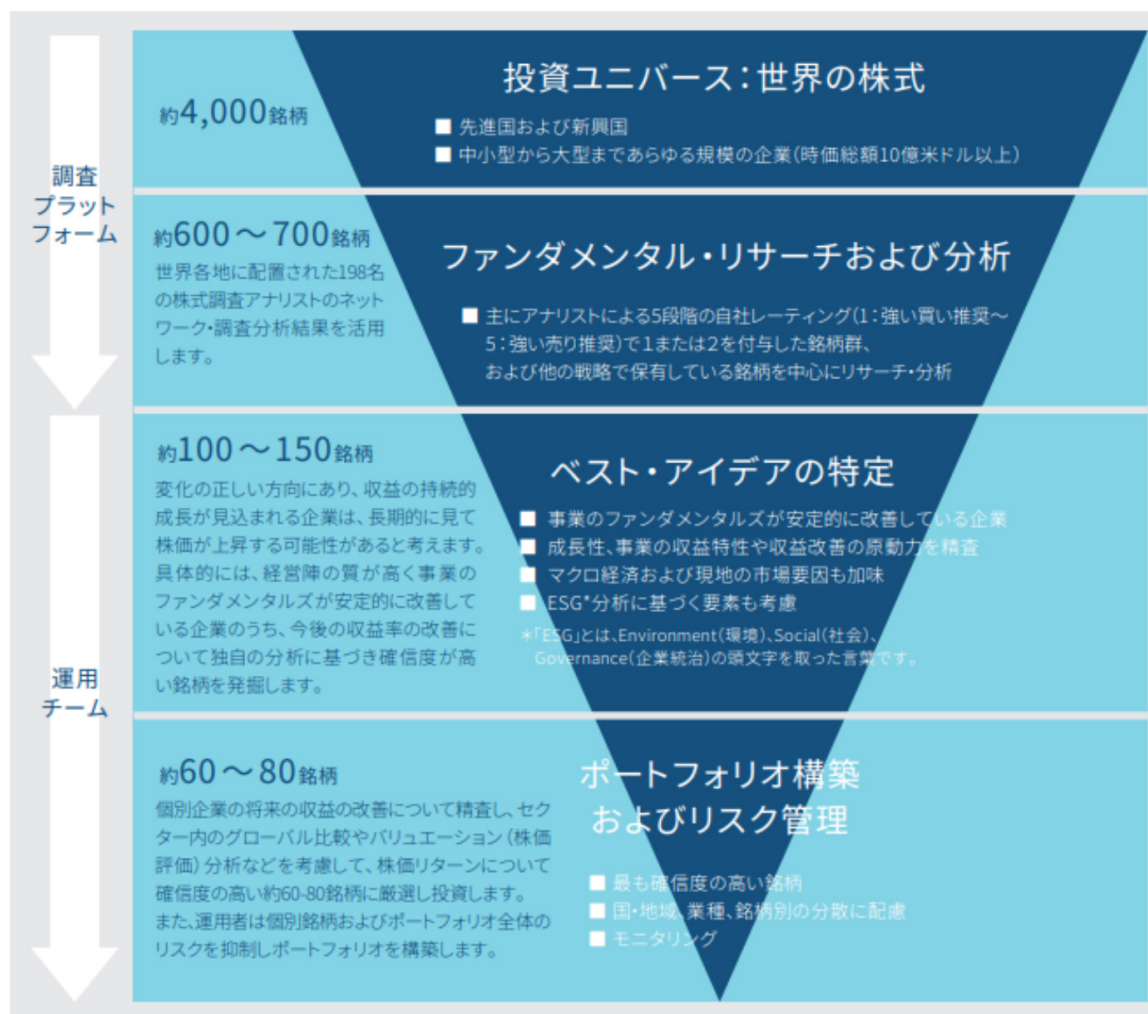 調査
プラット
フォーム
約4,000銘柄
投資ユニバース：世界の株式
■ 先進国および新興国
■ 中小型から大型まであらゆる規模の企業（時価総額10億米ドル以上）
約600～700銘柄
世界各地に配置された198名
の株式調査アナリストのネット
ワーク・調査分析結果を活用
します。
ファンダメンタル・リサーチおよび分析
■ 主にアナリストによる5段階の自社レーティング（1：強い買い推奨～
5：強い売り推奨）で1または2を付与した銘柄群、
および他の戦略で保有している銘柄を中心にリサーチ・分析
運用
チーム
約100～150銘柄
変化の正しい方向にあり、収益の持続的
成長が見込まれる企業は、長期的に見て
株価が上昇する可能性があると考えます。
具体的には、経営陣の質が高く事業の
ファンダメンタルズが安定的に改善して
いる企業のうち、今後の収益率の改善に
ついて独自の分析に基づき確信度が高
い銘柄を発掘します。
ベスト・アイデアの特定
■ 事業のファンダメンタルズが安定的に改善している企業
■ 成長性、事業の収益特性や収益改善の原動力を精査
■ マクロ経済および現地の市場要因も加味
■ ESG*分析に基づく要素も考慮
＊「ESG」とは、Environment（環境）、Social（社会）、
Governance（企業統治）の頭文字を取った言葉です。
約60～80銘柄
個別企業の将来の収益の改善について精査し、セク
ター内のグローバル比較やバリュエーション（株価
評価）分析などを考慮して、株価リターンについて
確信度の高い約60-80銘柄に厳選し投資します。
また、運用者は個別銘柄およびポートフォリオ全体の
リスクを抑制しポートフォリオを構築します。
ポートフォリオ構築
およびリスク管理
■ 最も確信度の高い銘柄
■ 国・地域、業種、銘柄別の分散に配慮
■ モニタリング